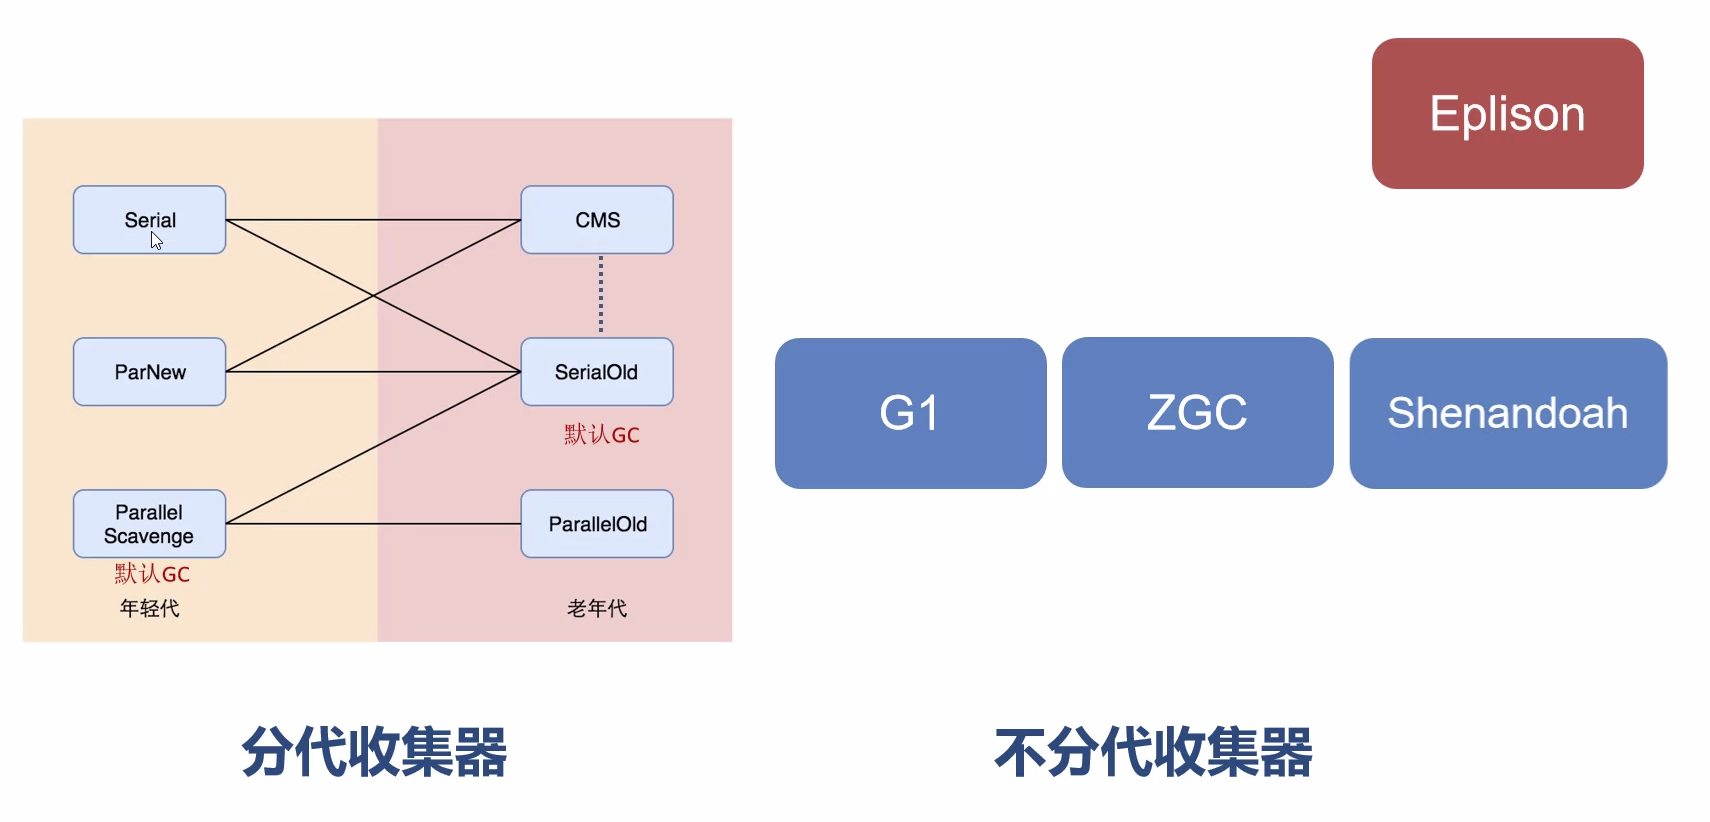 Eplison
Serial
CMS
ParNew
SerialOld
默认GC
Parallel
Scavenge
ParallelOld
默认GC
年轻代
老年代
G1
ZGC
Shenandoah
分代收集器
不分代收集器